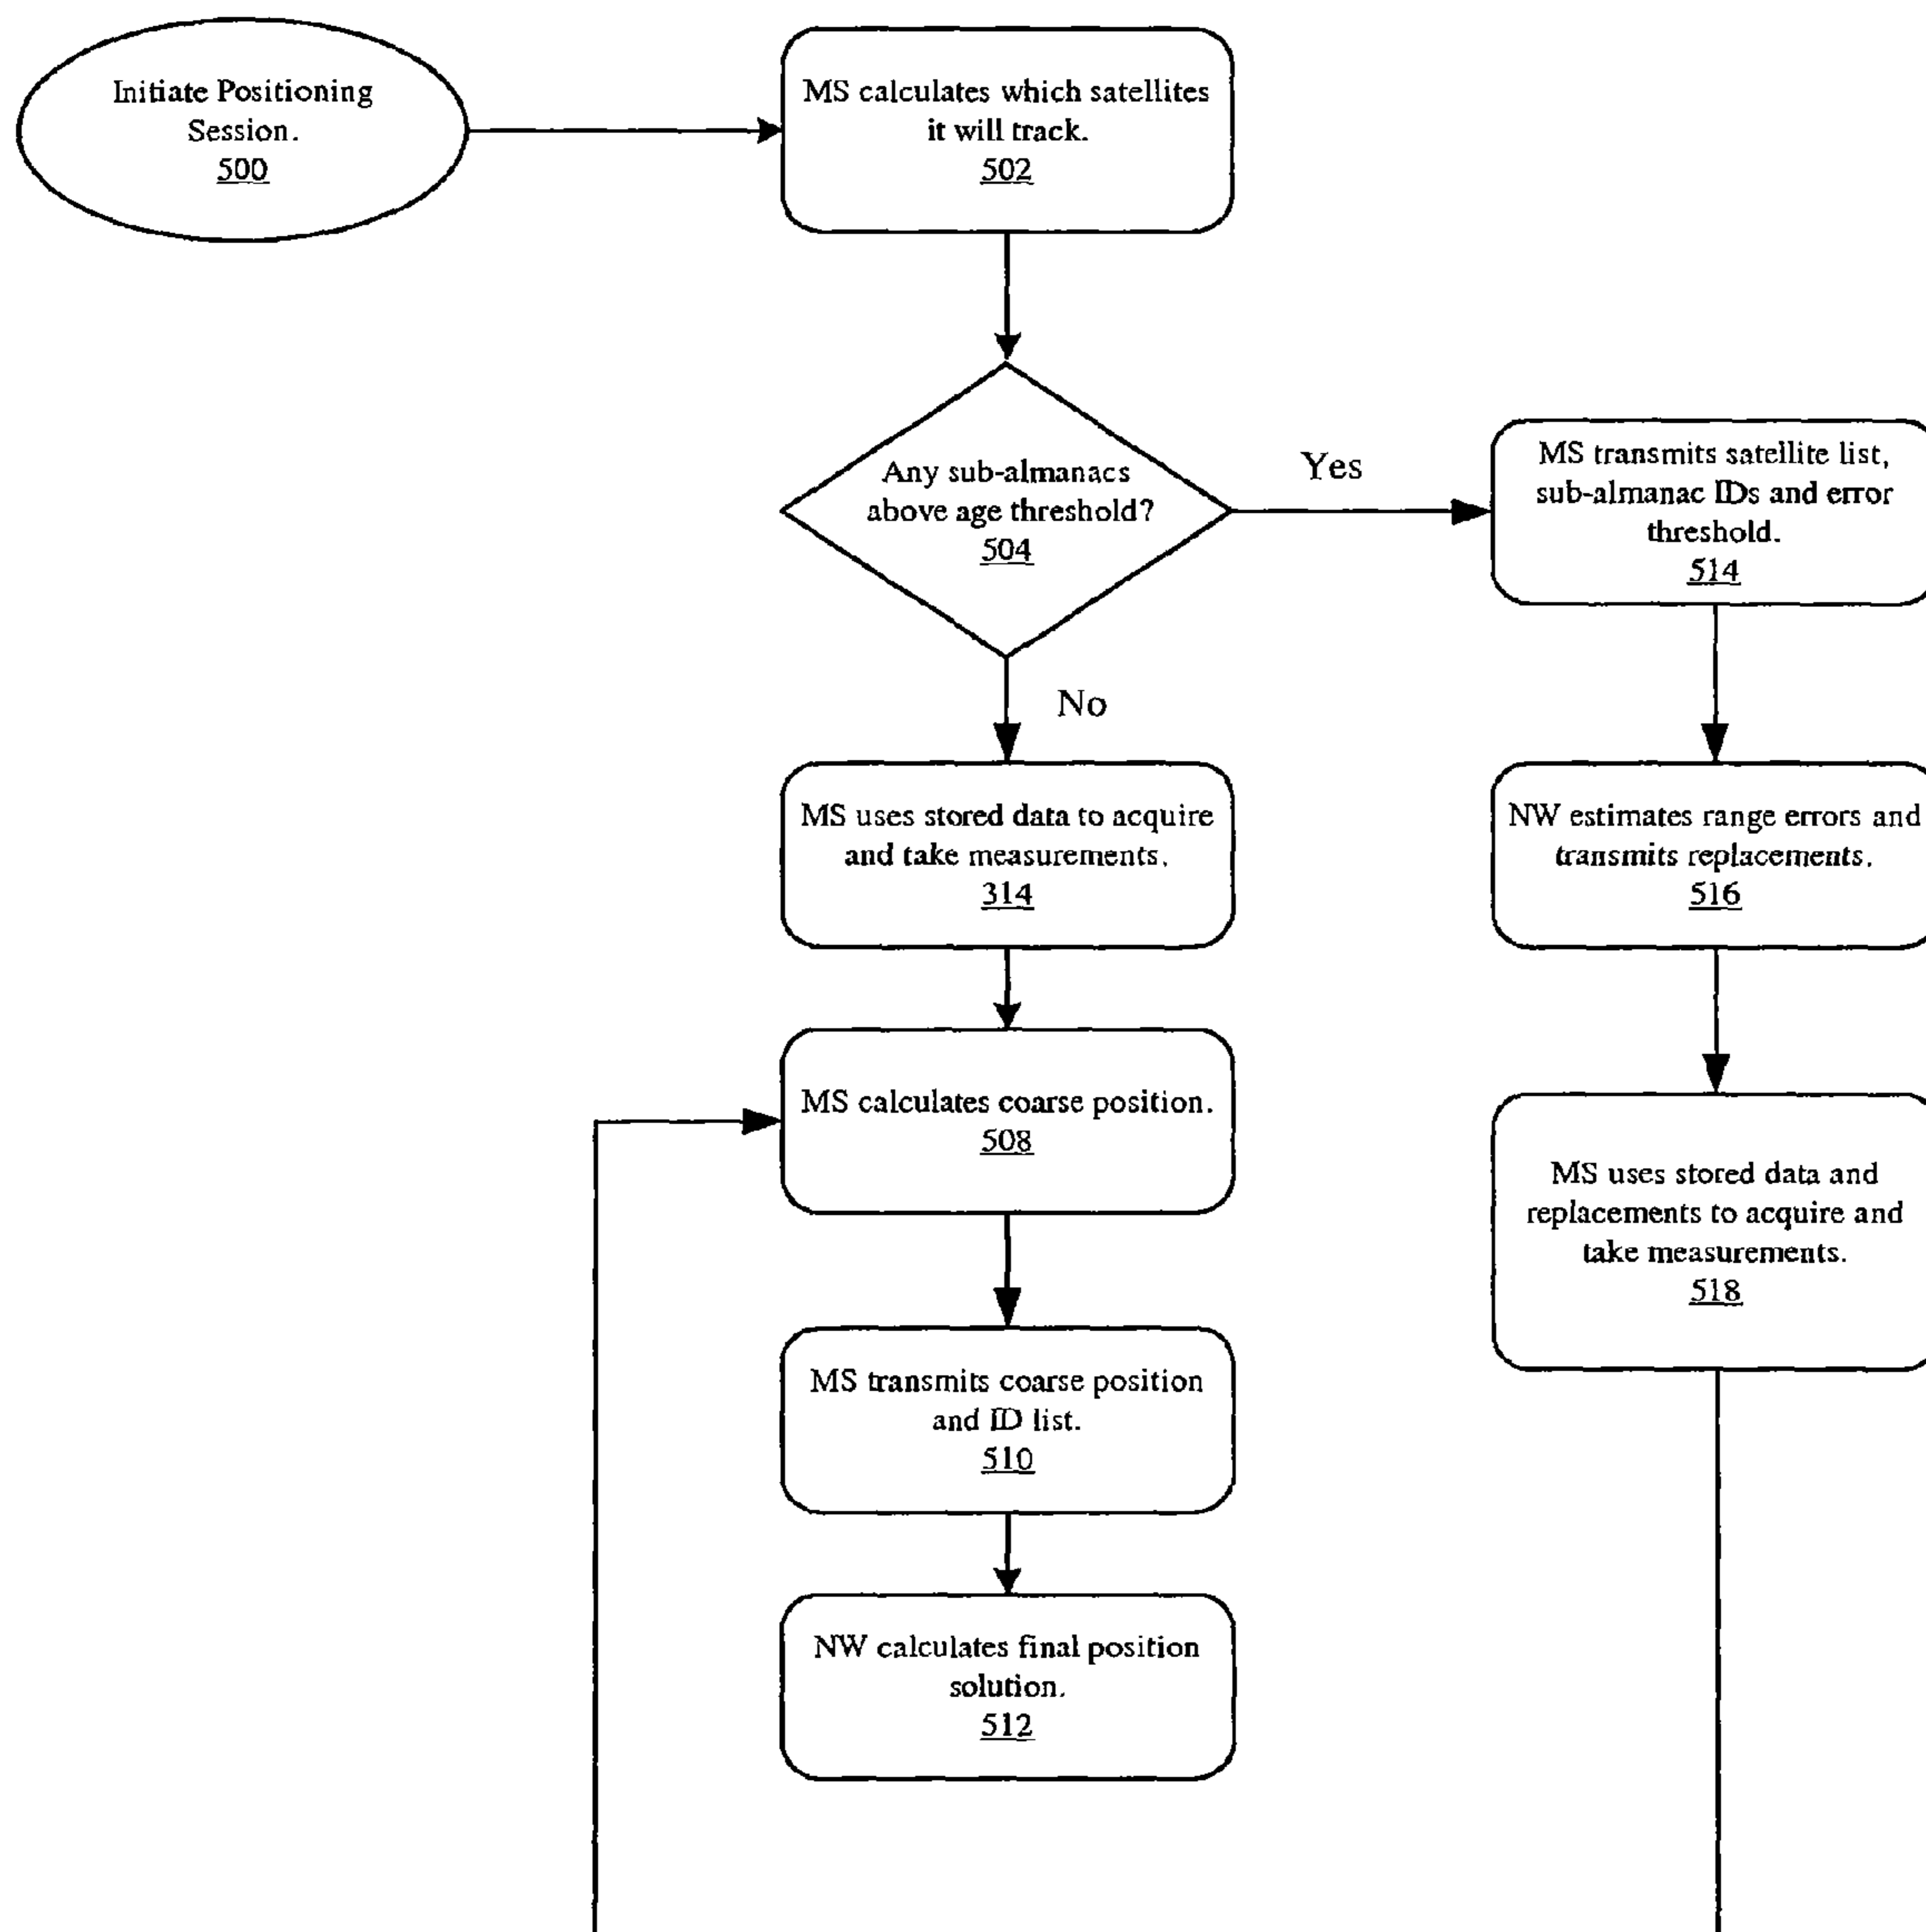 Initiate Positioning
Session.
500
MS calculates which satellites
it will track.
502
Any sub-almanacs
above age threshold?
504
Yes
No
MS transmits satellite list,
sub-almanac IDs and error
threshold.
514
MS uses stored data to acquire
and take measurements.
314
NW estimates range errors and
transmits replacements.
516
MS calculates coarse position.
508
MS uses stored data and
replacements to acquire and
take measurements.
518
MS transmits coarse position
and ID list.
510
NW calculates final position
solution.
512